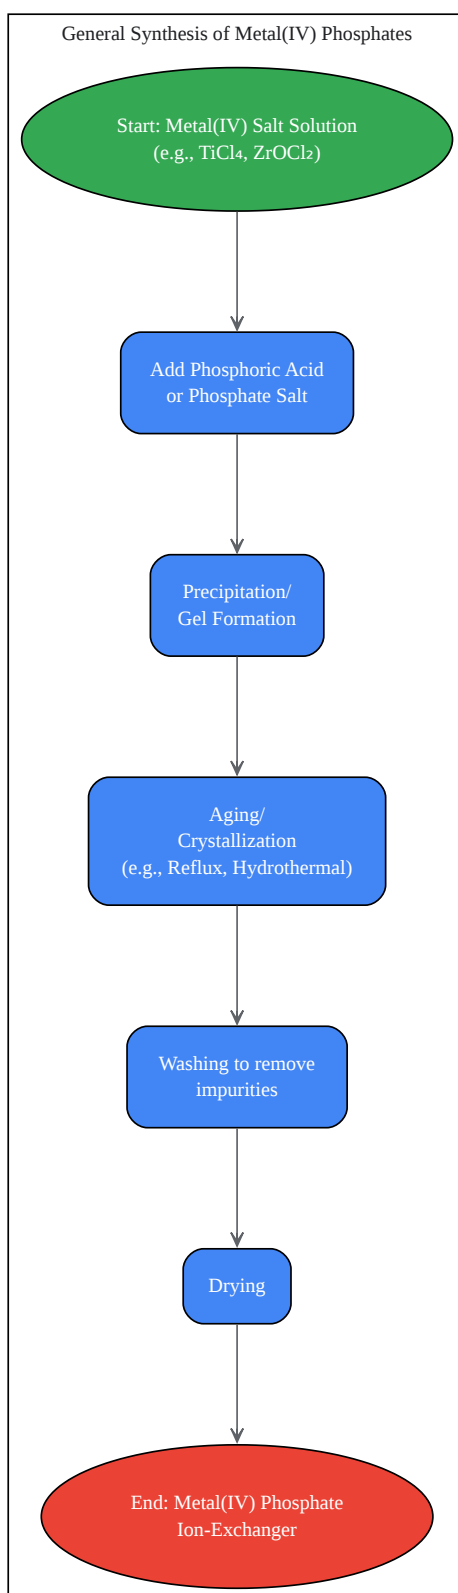 General Synthesis of Metal(IV) Phosphates
Start: Metal(IV) Salt Solution
(e.g., TiCl₄, ZrOCl₂)
Add Phosphoric Acid
or Phosphate Salt
Precipitation/
Gel Formation
Aging/
Crystallization
(e.g., Reflux, Hydrothermal)
Washing to remove
impurities
Drying
End: Metal(IV) Phosphate
Ion-Exchanger